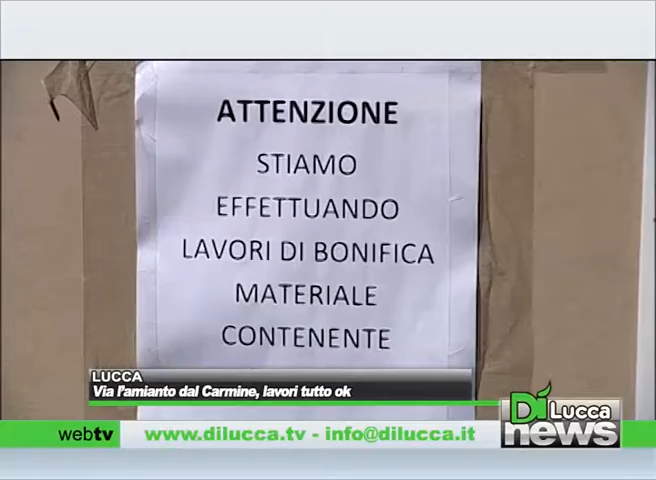 ATTENZIONE
STIAMO
EFFETTUANDO
LAVORI DI BONIFICA
MATERIALE
CONTENENTE
LUCCA
Via l'amianto dal Carmine, lavori tutto ok
Di Lucca
news
webtv www.dilucca.tv - info@dilucca.it